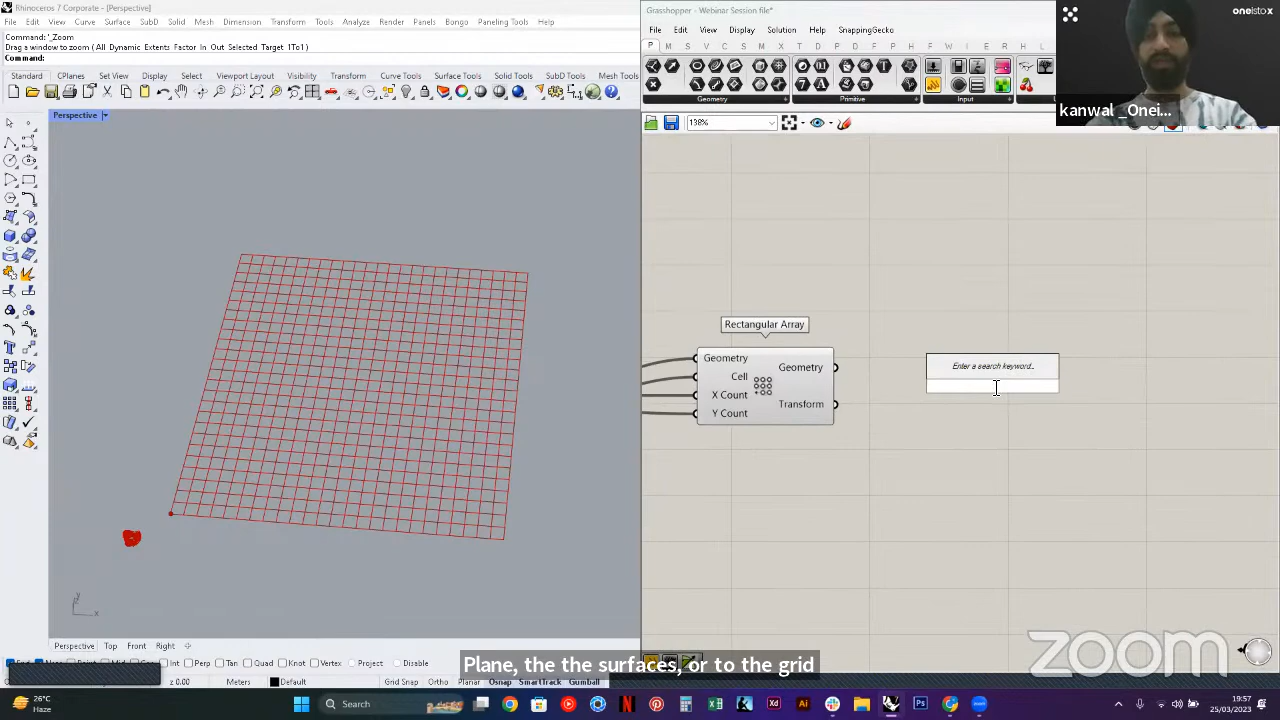 Rhinoceros 7 Corporate - [Perspective]
File Edit View Curve Surface SubD Solid Mesh Dimension Transform Tools Analyze Render Panels Bongo Paneling Tools Help
Command: '_Zoom
Drag a window to zoom ( All Dynamic Extents Factor In Out Selected Target 1To1 )
Command:
Standard CPlanes Set View Display Select Viewport Layout Visibility Transform Curve Tools Surface Tools Solid Tools SubD Tools Mesh Tools
Perspective
y
x
Perspective Top Front Right
Int Perp Tan Quad Knot Vertex Project Disable
z 0.00 Meters Default Grid Snap Ortho Planar Osnap SmartTrack Gumball
Grasshopper - Webinar Session file*
File Edit View Display Solution Help SnappingGecko
P M S V C S M X T D T P D A F W L I E R H L
Geometry Primitive Input
138%
Rectangular Array
Geometry
Cell
X Count
Y Count
Geometry
Transform
Enter a search keyword...
oneistox
kanwal _Onei...
Plane, the the surfaces, or to the grid
zoom
26°C
Haze
Search
19:57
25/03/2023